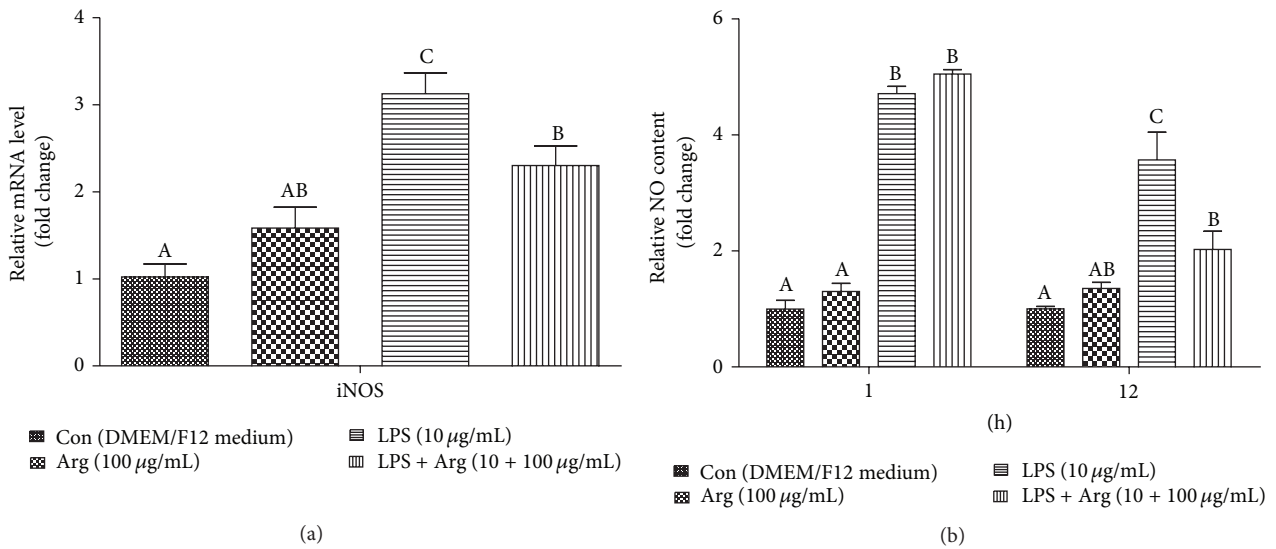 4
3
2
1
0
Relative mRNA level
(fold change)
A
AB
C
B
iNOS
Con (DMEM/F12 medium)
Arg (100 μg/mL)
LPS (10 μg/mL)
LPS + Arg (10 + 100 μg/mL)
(a)
6
4
2
0
Relative NO content
(fold change)
A
A
B
B
A
AB
C
B
1
12
(h)
Con (DMEM/F12 medium)
Arg (100 μg/mL)
LPS (10 μg/mL)
LPS + Arg (10 + 100 μg/mL)
(b)